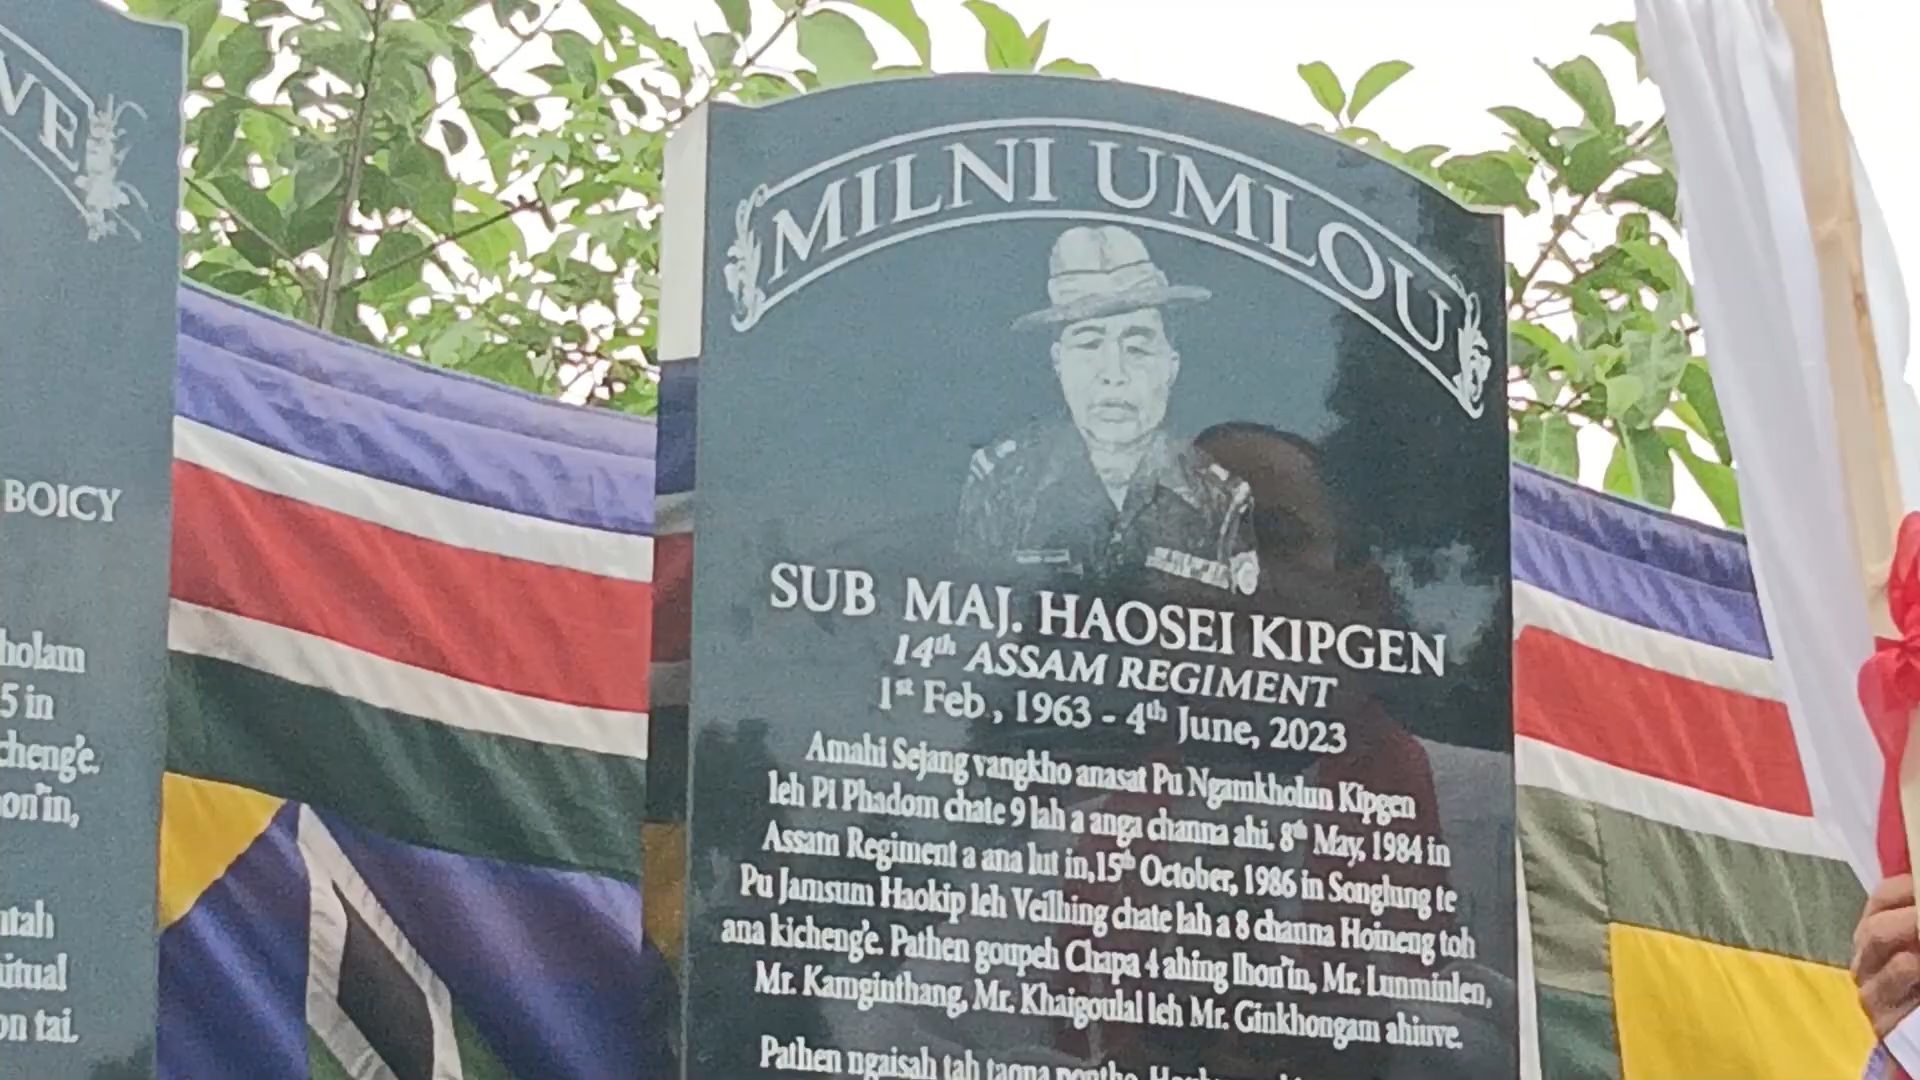 VE
BOICY
holam
5 in
cheng'e.
on'in,
ntah
itual
on tai.
MILNI UMLOU
SUB MAJ. HAOSEI KIPGEN
14th ASSAM REGIMENT
1st Feb., 1963 - 4th June, 2023
Amahi Sejang vangkho anasat Pu Ngamkholun Kipgen
leh Pi Phadom chate 9 lah a anga channa ahi. 8th May, 1984 in
Assam Regiment a ana lut in,15th October, 1986 in Songlung te
Pu Jamsum Haokip leh Veilhing chate lah a 8 channa Hoineng toh
ana kicheng'e. Pathen goupeh Chapa 4 ahing lhon'in, Mr. Lunminlen,
Mr. Kamginthang, Mr. Khaigoulal leh Mr. Ginkhongam ahiuve.
Pathen ngaisah tah